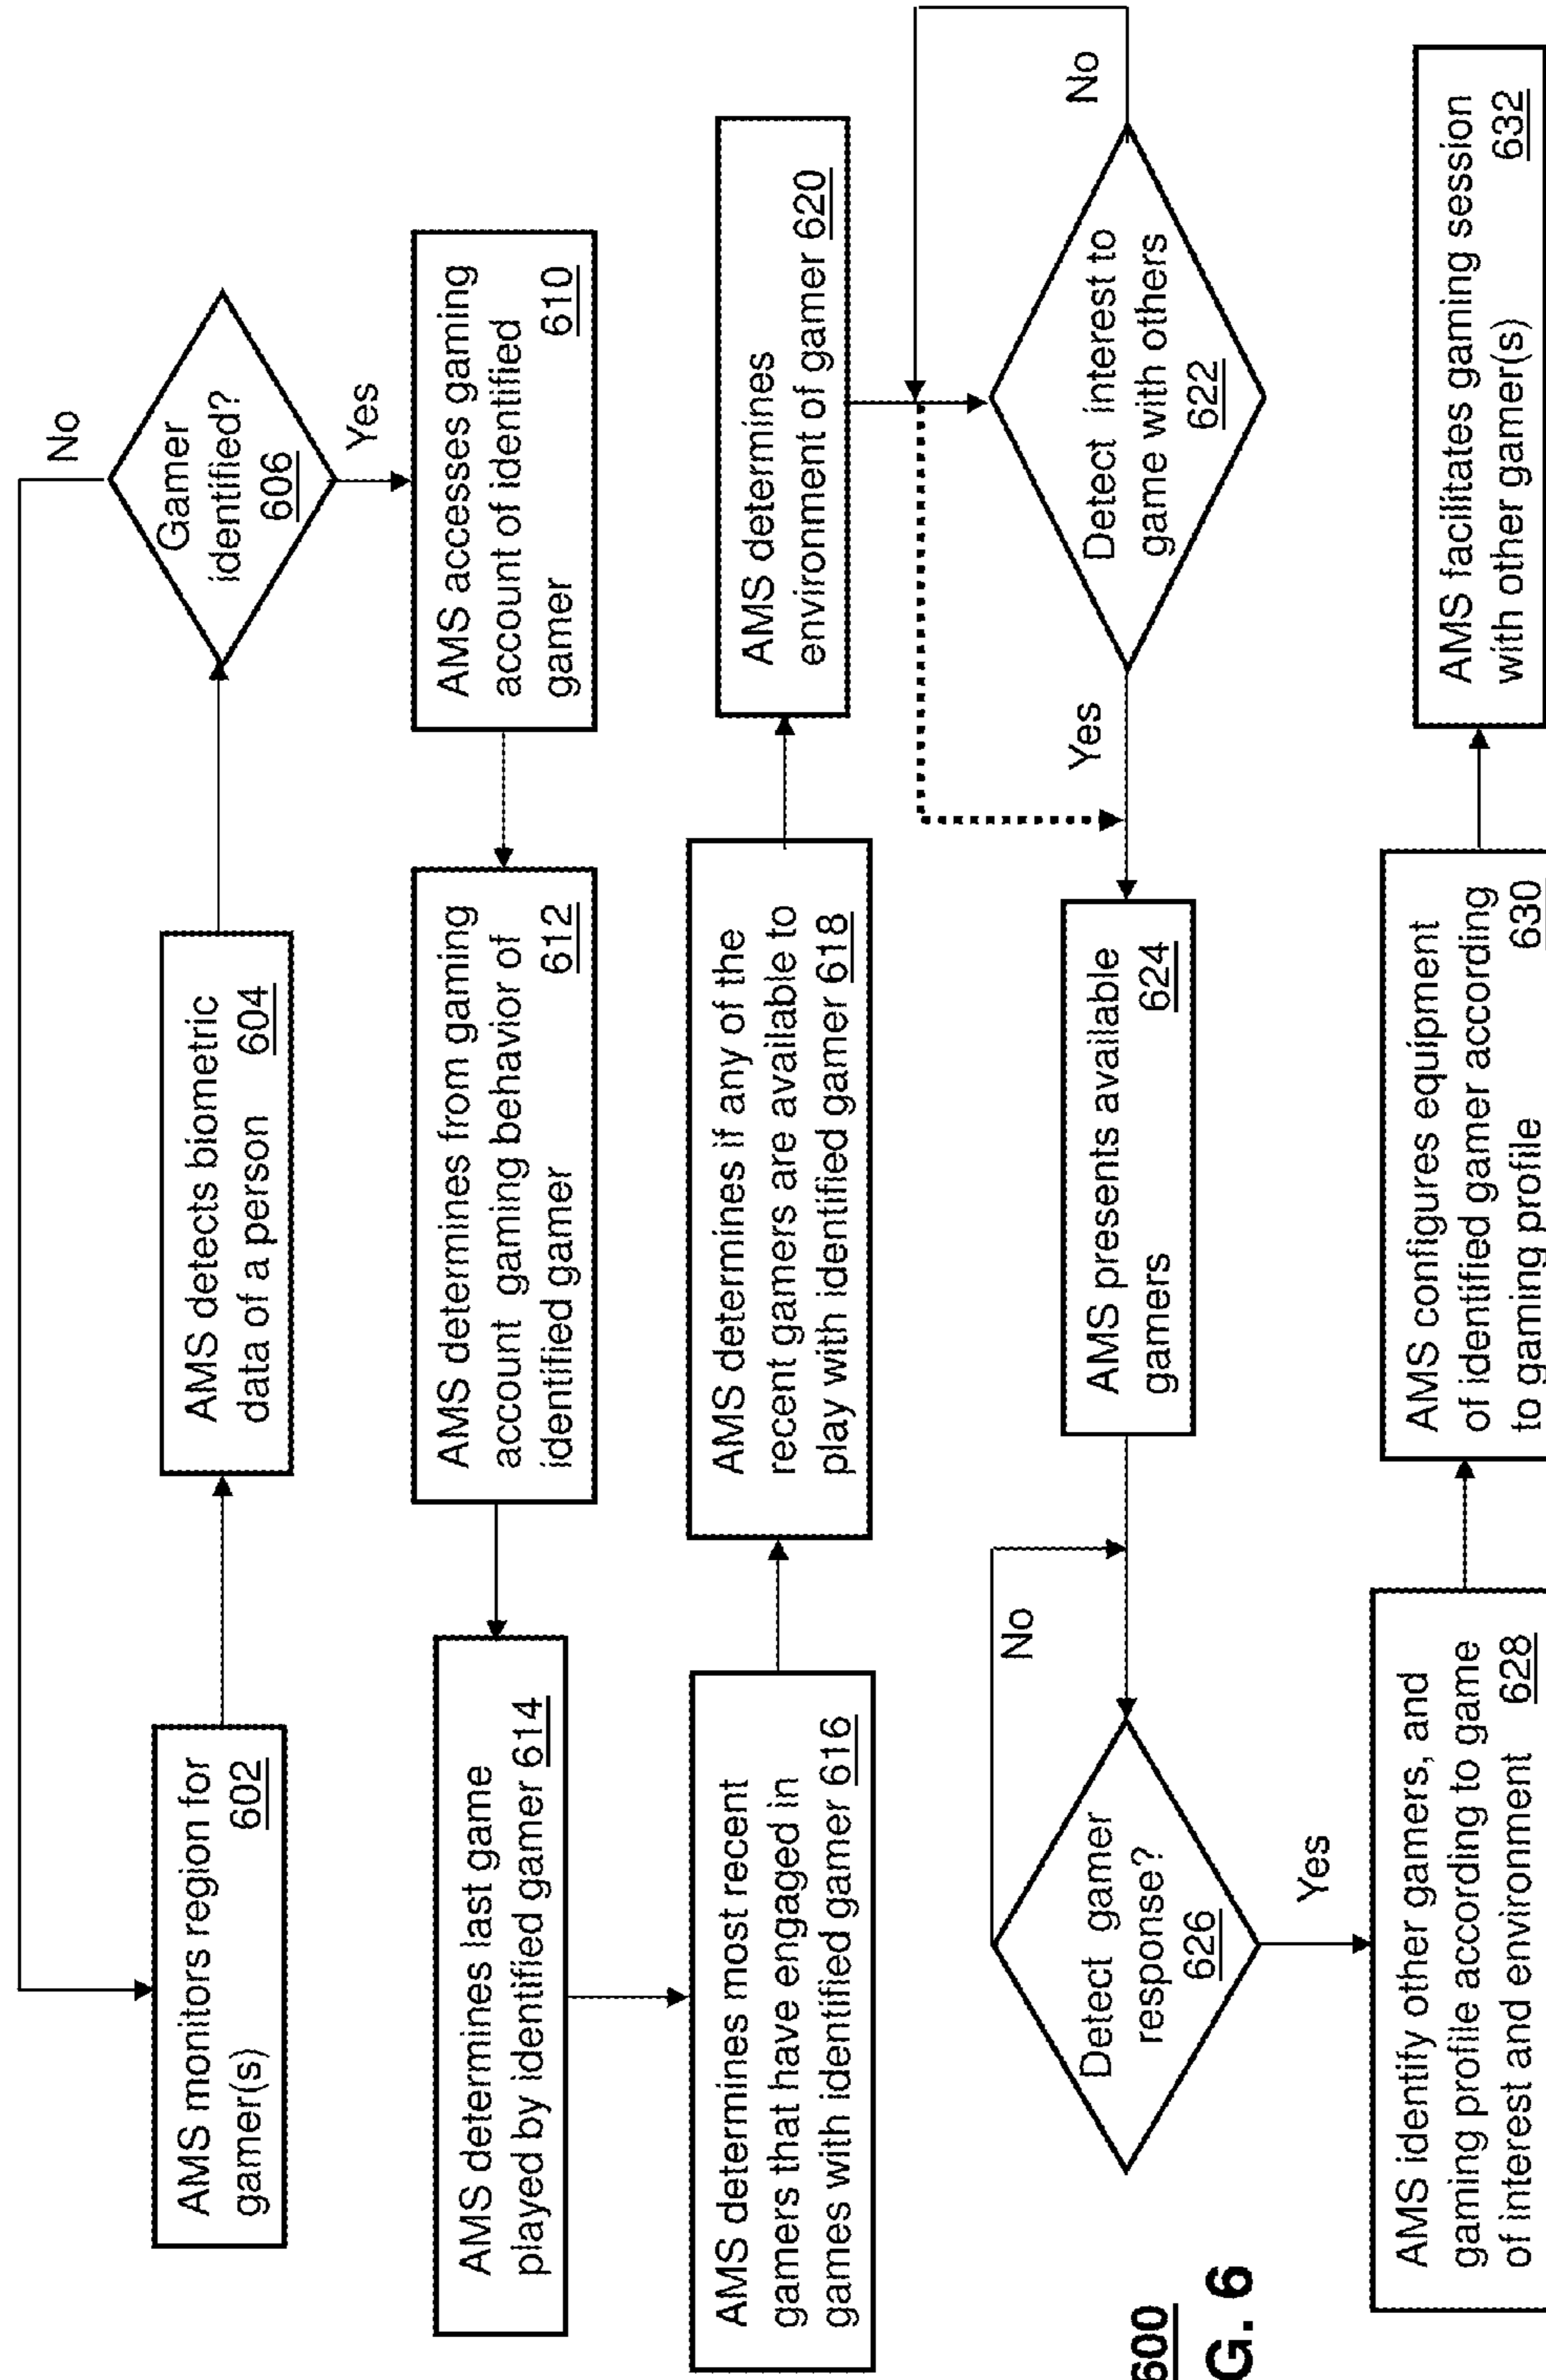 AMS monitors region for
gamer(s) 602
AMS detects biometric
data of a person 604
Gamer
identified?
606
No
Yes
AMS accesses gaming
account of identified
gamer 610
AMS determines from gaming
account gaming behavior of
identified gamer 612
AMS determines last game
played by identified gamer 614
AMS determines most recent
gamers that have engaged in
games with identified gamer 616
AMS determines if any of the
recent gamers are available to
play with identified gamer 618
AMS determines
environment of gamer 620
Detect interest to
game with others
622
No
Yes
AMS presents available
gamers 624
Detect gamer
response?
626
No
Yes
AMS identify other gamers, and
gaming profile according to game
of interest and environment 628
AMS configures equipment
of identified gamer according
to gaming profile 630
AMS facilitates gaming session
with other gamer(s) 632
600
G. 6